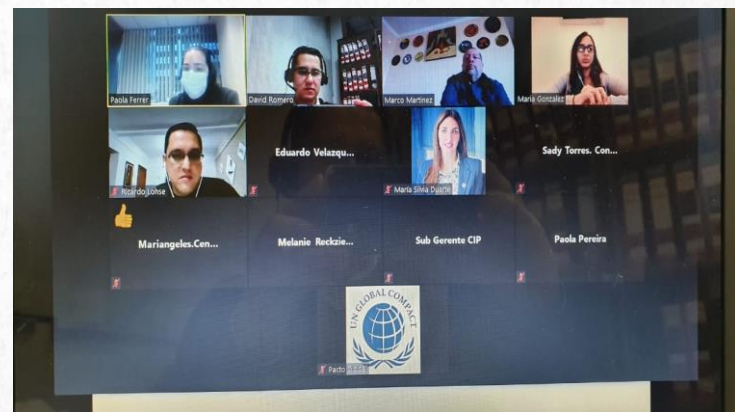 Paola Ferrer
David Romero
Marco Martinez
Maria Gonzalez
Ricardo Lohse
Eduardo Velazqu...
María Silvia Duarte
Sady Torres. Con...
Mariangeles.Cen...
Melanie Reckzie...
Sub Gerente CIP
Paola Pereira
UN GLOBAL COMPACT
Pacto